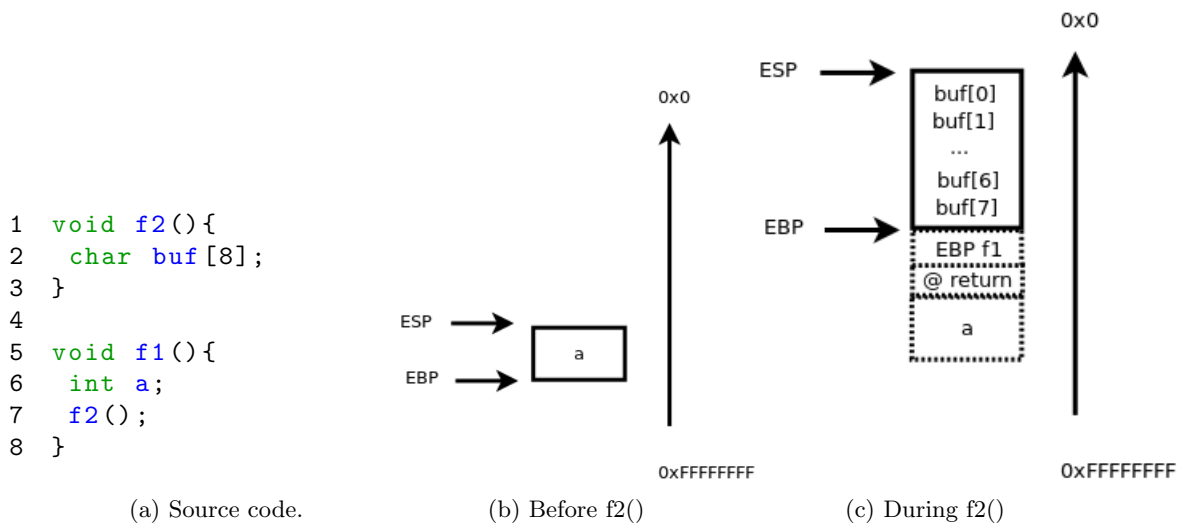 1 void f2(){
2 char buf[8];
3 }
4
5 void f1(){
6 int a;
7 f2();
8 }
(a) Source code.
0x0
ESP
a
EBP
0xFFFFFFFF
(b) Before f2()
0x0
ESP
buf[0]
buf[1]
...
buf[6]
buf[7]
EBP
EBP f1
@ return
a
0xFFFFFFFF
(c) During f2()